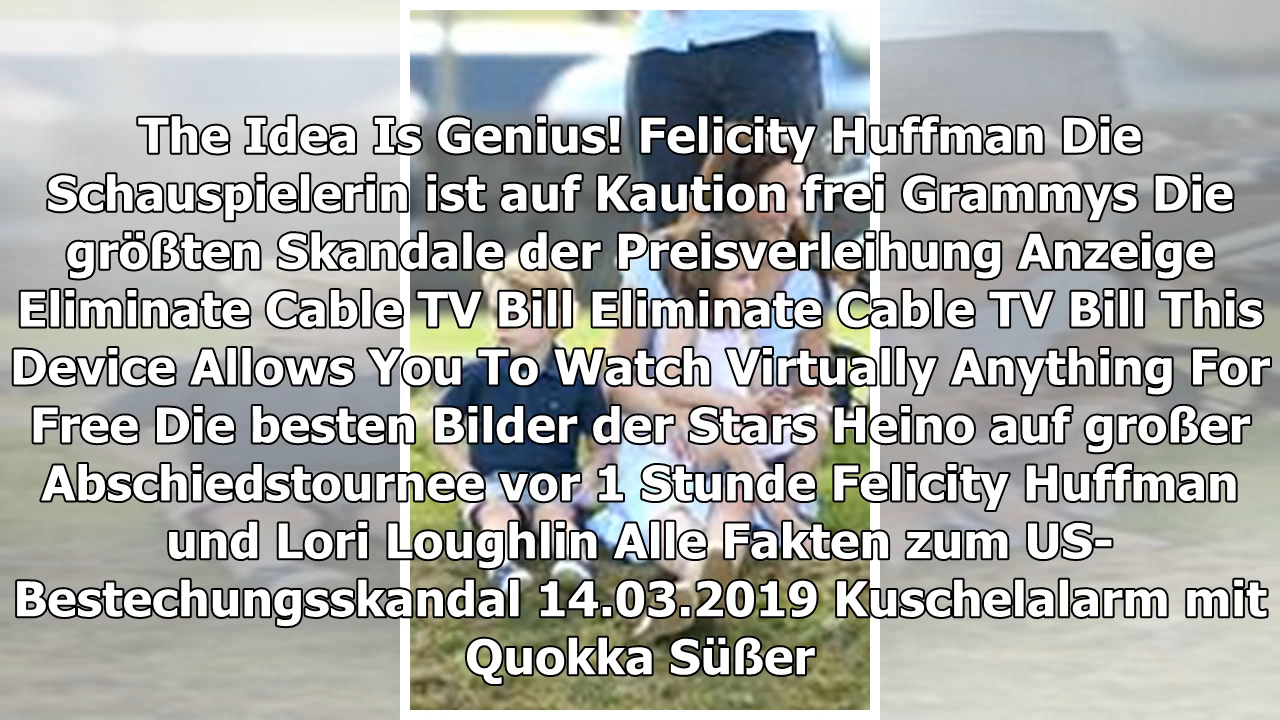 The Idea Is Genius! Felicity Huffman Die
Schauspielerin ist auf Kaution frei Grammys Die
größten Skandale der Preisverleihung Anzeige
Eliminate Cable TV Bill Eliminate Cable TV Bill This
Device Allows You To Watch Virtually Anything For
Free Die besten Bilder der Stars Heino auf großer
Abschiedstournee vor 1 Stunde Felicity Huffman
und Lori Loughlin Alle Fakten zum US-
Bestechungsskandal 14.03.2019 Kuschelalarm mit
Quokka Süßer